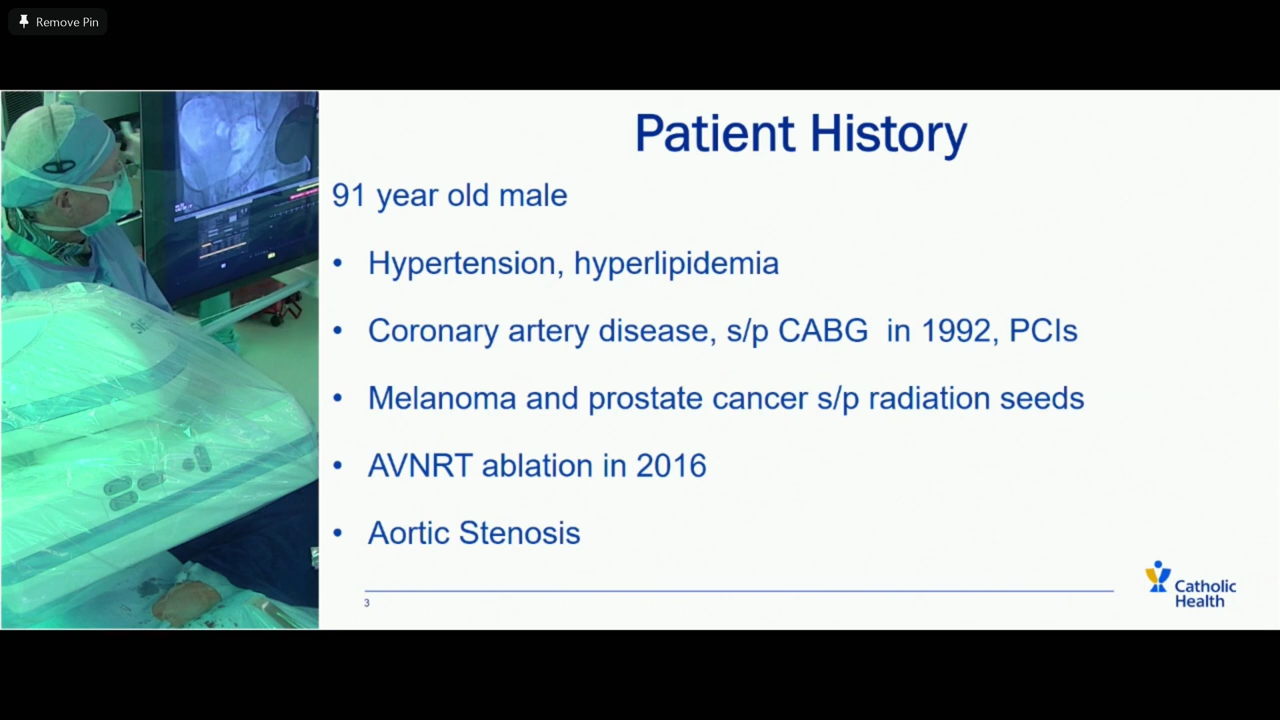 Remove Pin
Patient History
91 year old male
• Hypertension, hyperlipidemia
• Coronary artery disease, s/p CABG in 1992, PCIs
• Melanoma and prostate cancer s/p radiation seeds
• AVNRT ablation in 2016
• Aortic Stenosis
3
Catholic
Health